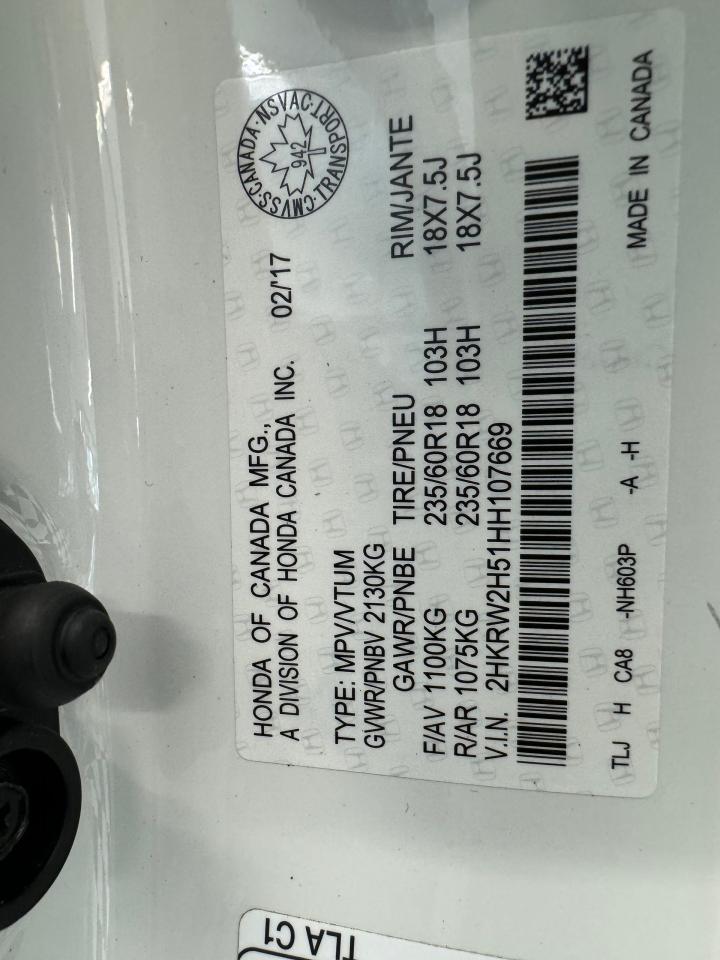 HONDA OF CANADA MFG.,
A DIVISION OF HONDA CANADA INC. 02/'17
CMVSS·CANADA·NSVAC·TRANSPORT·
942
TYPE: MPV/VTUM
GVWR/PNBV 2130KG
GAWR/PNBE TIRE/PNEU RIM/JANTE
F/AV 1100KG 235/60R18 103H 18X7.5J
R/AR 1075KG 235/60R18 103H 18X7.5J
V.I.N. 2HKRW2H51HH107669
TLJ H CA8 -NH603P -A -H MADE IN CANADA
TLA C1